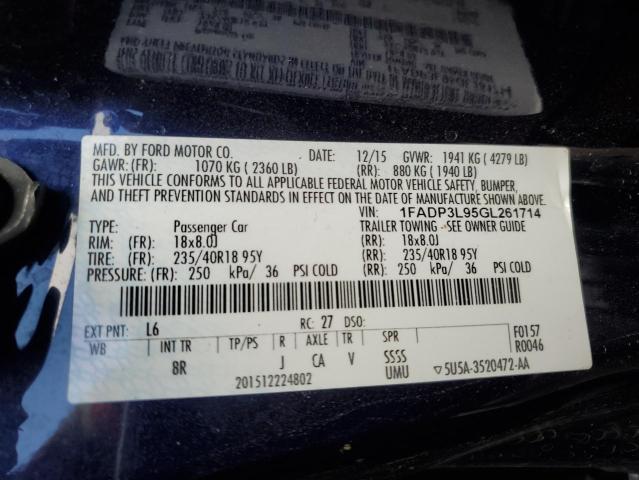 MFD. BY FORD MOTOR CO. DATE: 12/15 GVWR: 1941 KG ( 4279 LB)
GAWR:(FR): 1070 KG ( 2360 LB) (RR): 880 KG ( 1940 LB)
THIS VEHICLE CONFORMS TO ALL APPLICABLE FEDERAL MOTOR VEHICLE SAFETY, BUMPER,
AND THEFT PREVENTION STANDARDS IN EFFECT ON THE DATE OF MANUFACTURE SHOWN ABOVE.
VIN: 1FADP3L95GL261714
TYPE: Passenger Car TRAILER TOWING - SEE OWNER GUIDE
RIM: (FR): 18x8.0J (RR): 18x8.0J
TIRE: (FR): 235/40R18 95Y (RR): 235/40R18 95Y
PRESSURE: (FR): 250 kPa/ 36 PSI COLD (RR): 250 kPa/ 36 PSI COLD
EXT PNT: L6 RC: 27 DSO:
WB INT TR TP/PS R AXLE TR SPR F0157
8R J CA V SSSS R0046
201512224802 UMU ▽5U5A-3520472-AA